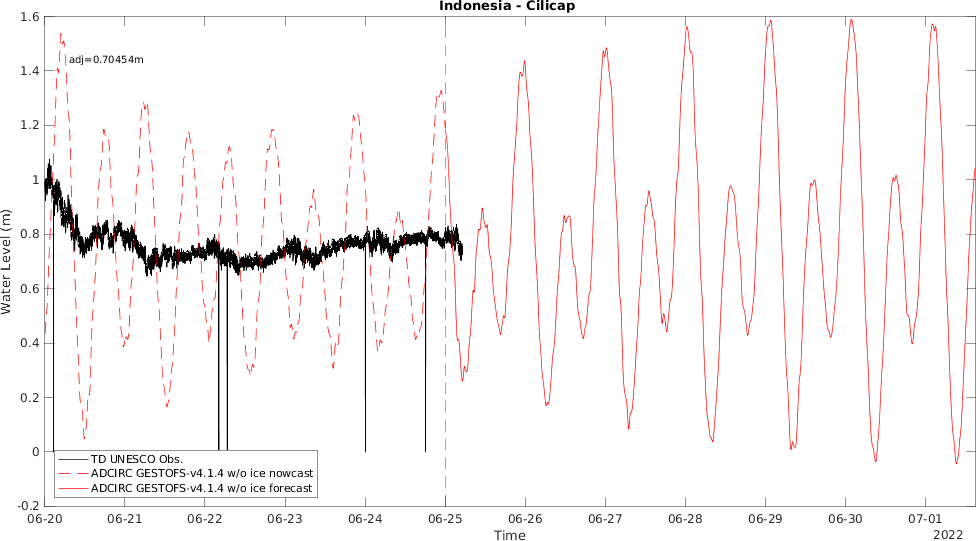 Indonesia - Cilicap
adj=0.70454m
Water Level (m)
1.6
1.4
1.2
1
0.8
0.6
0.4
0.2
0
-0.2
TD UNESCO Obs.
ADCIRC GESTOFS-v4.1.4 w/o ice nowcast
ADCIRC GESTOFS-v4.1.4 w/o ice forecast
06-20 06-21 06-22 06-23 06-24 06-25 06-26 06-27 06-28 06-29 06-30 07-01
Time
2022